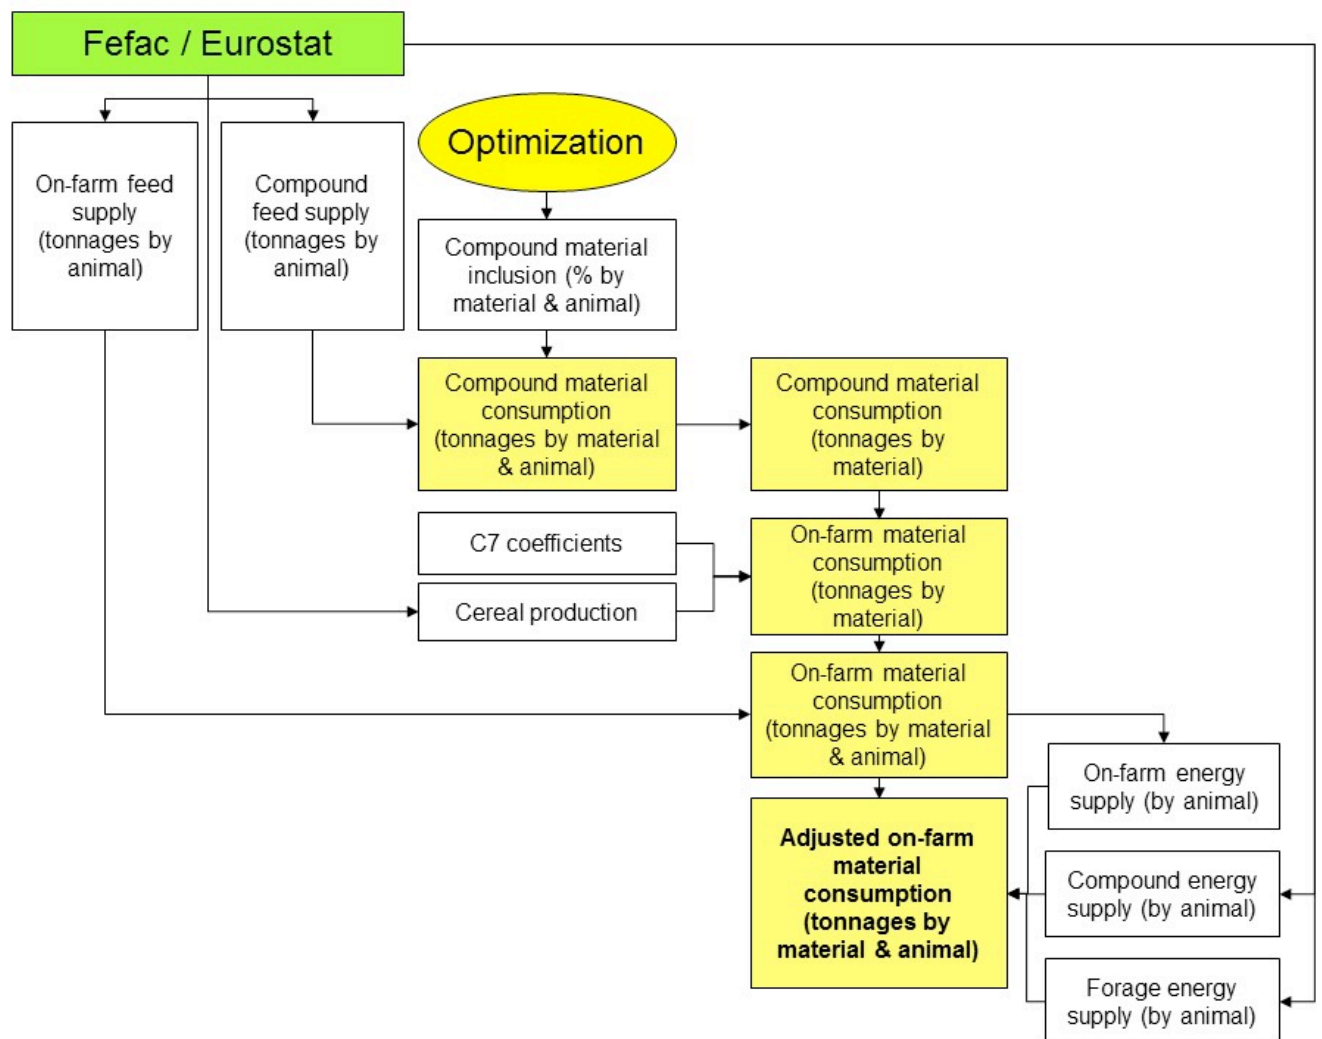 Fefac / Eurostat
On-farm feed
supply
(tonnages by
animal)
Compound
feed supply
(tonnages by
animal)
Optimization
Compound material
inclusion (% by
material & animal)
Compound material
consumption
(tonnages by material
& animal)
Compound material
consumption
(tonnages by
material)
C7 coefficients
Cereal production
On-farm material
consumption
(tonnages by
material)
On-farm material
consumption
(tonnages by material
& animal)
On-farm energy
supply (by animal)
Adjusted on-farm
material
consumption
(tonnages by
material & animal)
Compound energy
supply (by animal)
Forage energy
supply (by animal)